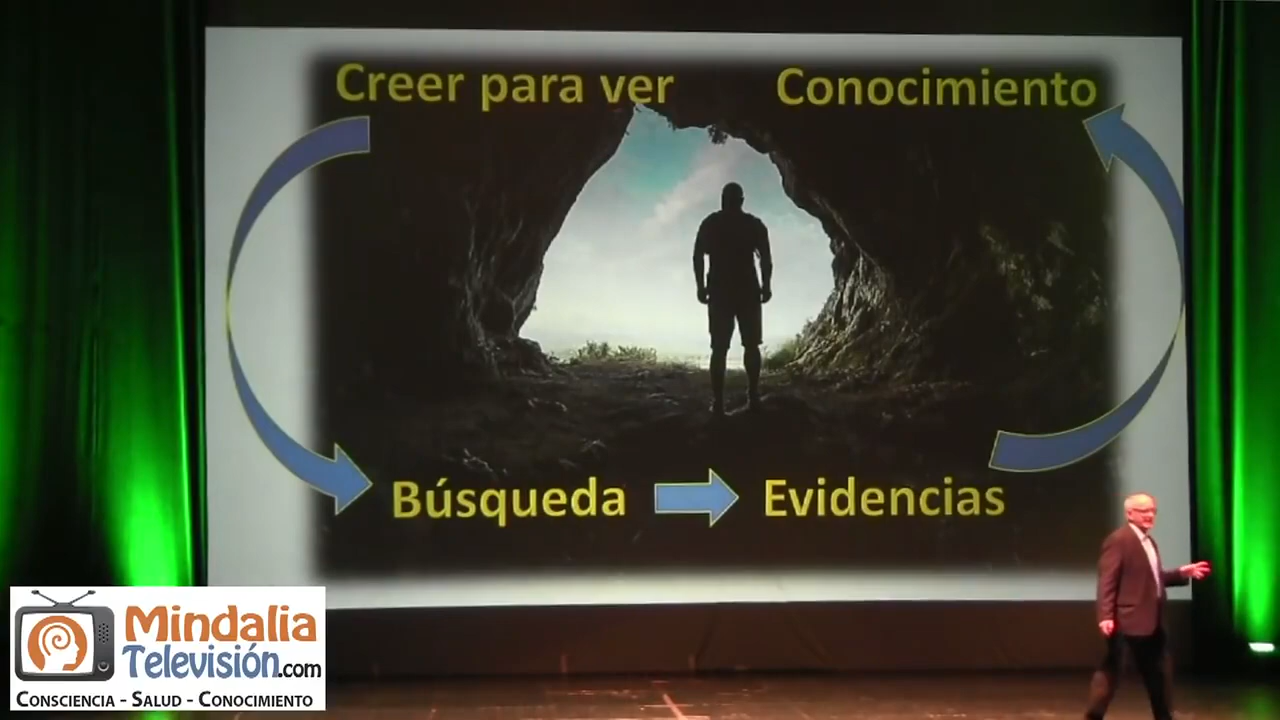 Creer para ver
Conocimiento
Búsqueda
Evidencias
Mindalia
Televisión.com
CONSCIENCIA - SALUD - CONOCIMIENTO